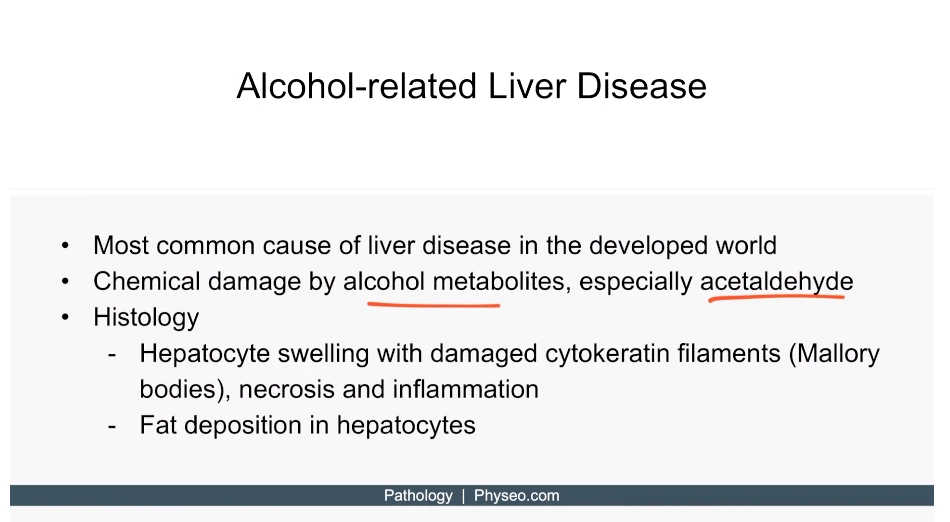 Alcohol-related Liver Disease
• Most common cause of liver disease in the developed world
• Chemical damage by alcohol metabolites, especially acetaldehyde
• Histology
- Hepatocyte swelling with damaged cytokeratin filaments (Mallory
bodies), necrosis and inflammation
- Fat deposition in hepatocytes
Pathology | Physeo.com